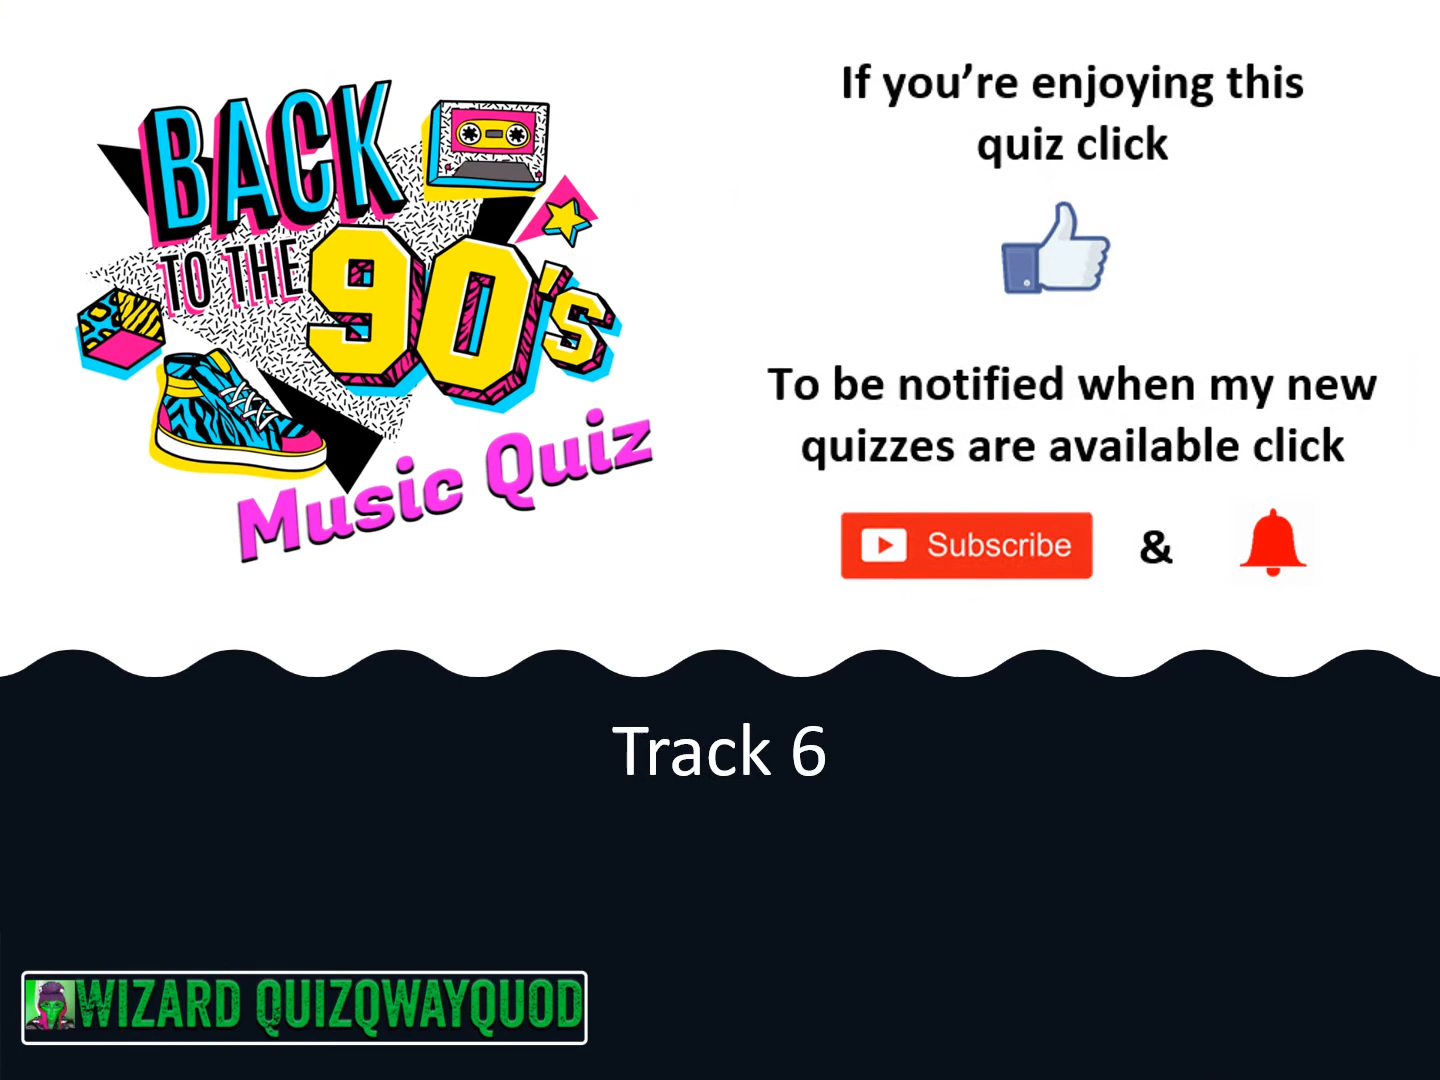 BACK
TO THE
90's
Music Quiz
If you’re enjoying this
quiz click
To be notified when my new
quizzes are available click
Subscribe
&
Track 6
WIZARD QUIZQWAYQUOD